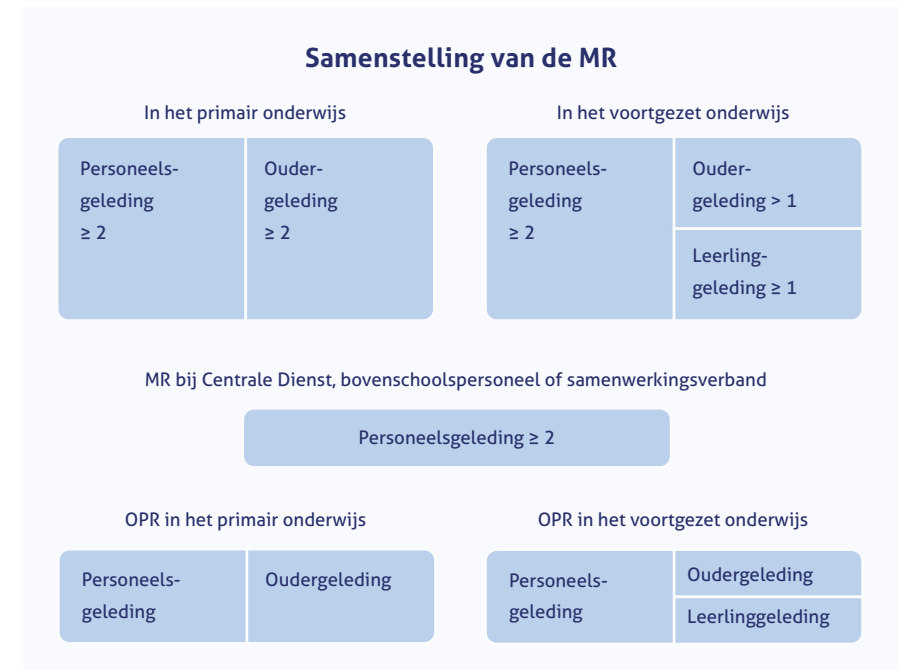 Samenstelling van de MR
In het primair onderwijs
Personeels-
geleding
≥ 2
Ouder-
geleding
≥ 2
In het voortgezet onderwijs
Personeels-
geleding
≥ 2
Ouder-
geleding > 1
Leerling-
geleding ≥ 1
MR bij Centrale Dienst, bovenschoolspersoneel of samenwerkingsverband
Personeelsgeleding ≥ 2
OPR in het primair onderwijs
Personeels-
geleding
Oudergeleding
OPR in het voortgezet onderwijs
Personeels-
geleding
Oudergeleding
Leerlinggeleding